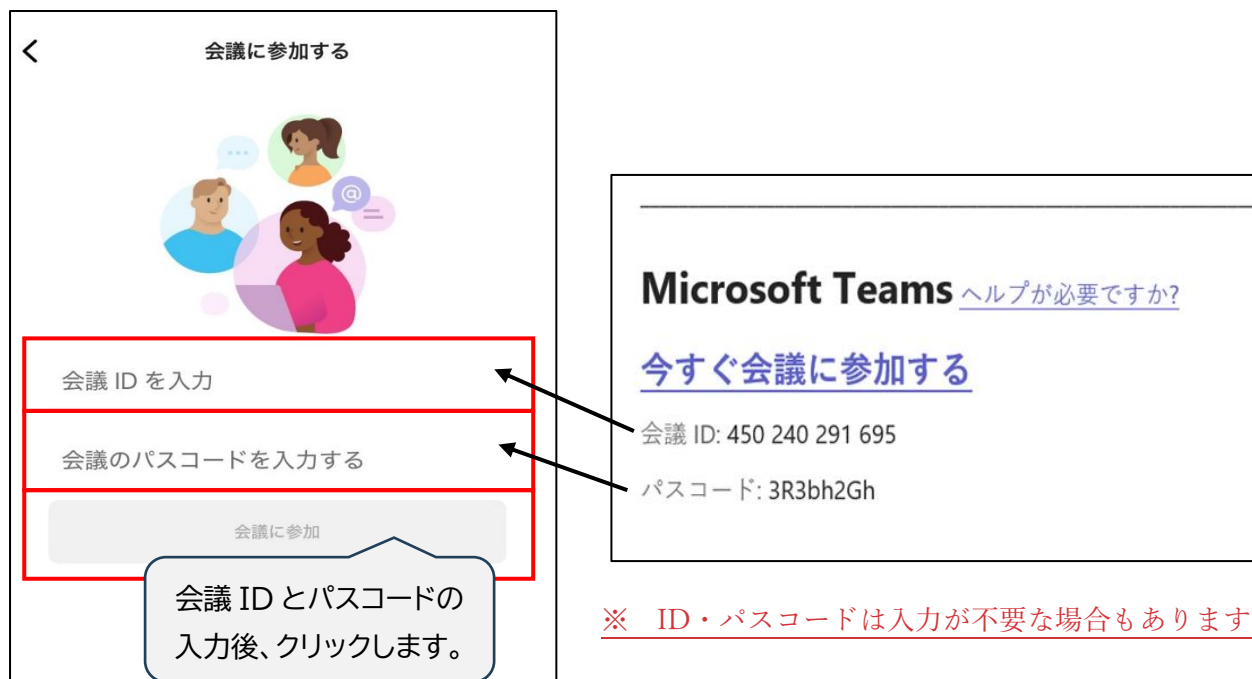 会議に参加する
会議 ID を入力
会議のパスコードを入力する
会議に参加
会議 ID とパスコードの
入力後、クリックします。
Microsoft Teams ヘルプが必要ですか?
今すぐ会議に参加する
会議 ID: 450 240 291 695
パスコード: 3R3bh2Gh
※ ID・パスコードは入力が不要な場合もあります